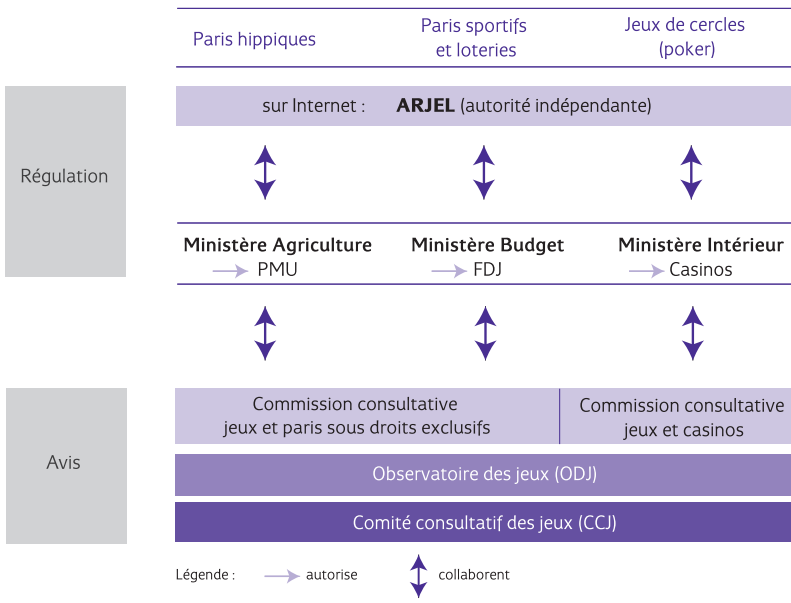 Paris hippiques
Paris sportifs
et loteries
Jeux de cercles
(poker)
Régulation
sur Internet : ARJEL (autorité indépendante)
Ministère Agriculture
PMU
Ministère Budget
FDJ
Ministère Intérieur
Casinos
Avis
Commission consultative
jeux et paris sous droits exclusifs
Commission consultative
jeux et casinos
Observatoire des jeux (ODJ)
Comité consultatif des jeux (CCJ)
Légende : autorise collaborent